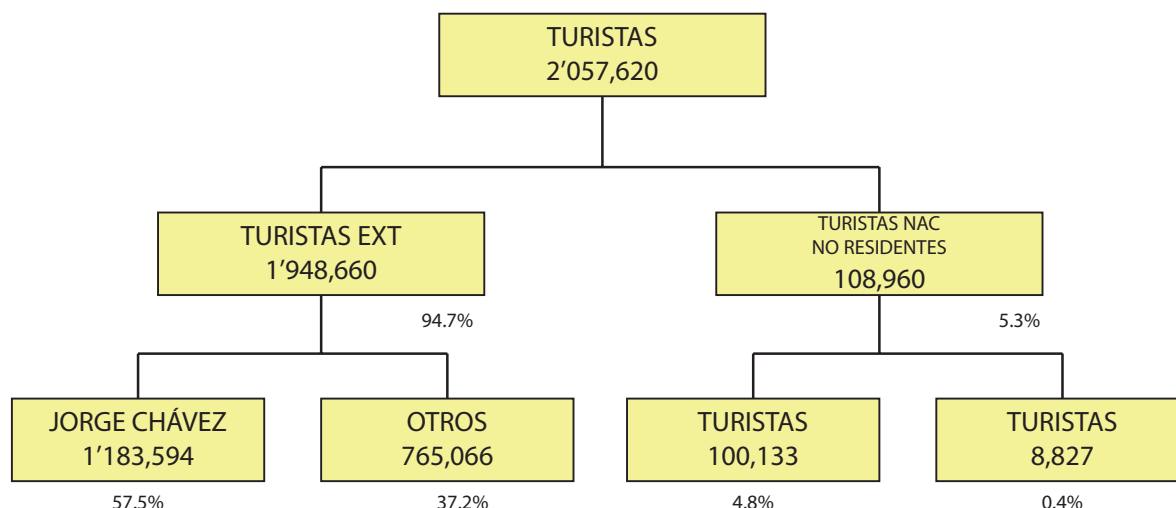 TURISTAS
2’057,620
TURISTAS EXT
1’948,660
TURISTAS NAC
NO RESIDENTES
108,960
94.7%
5.3%
JORGE CHÁVEZ
1’183,594
OTROS
765,066
TURISTAS
100,133
TURISTAS
8,827
57.5%
37.2%
4.8%
0.4%